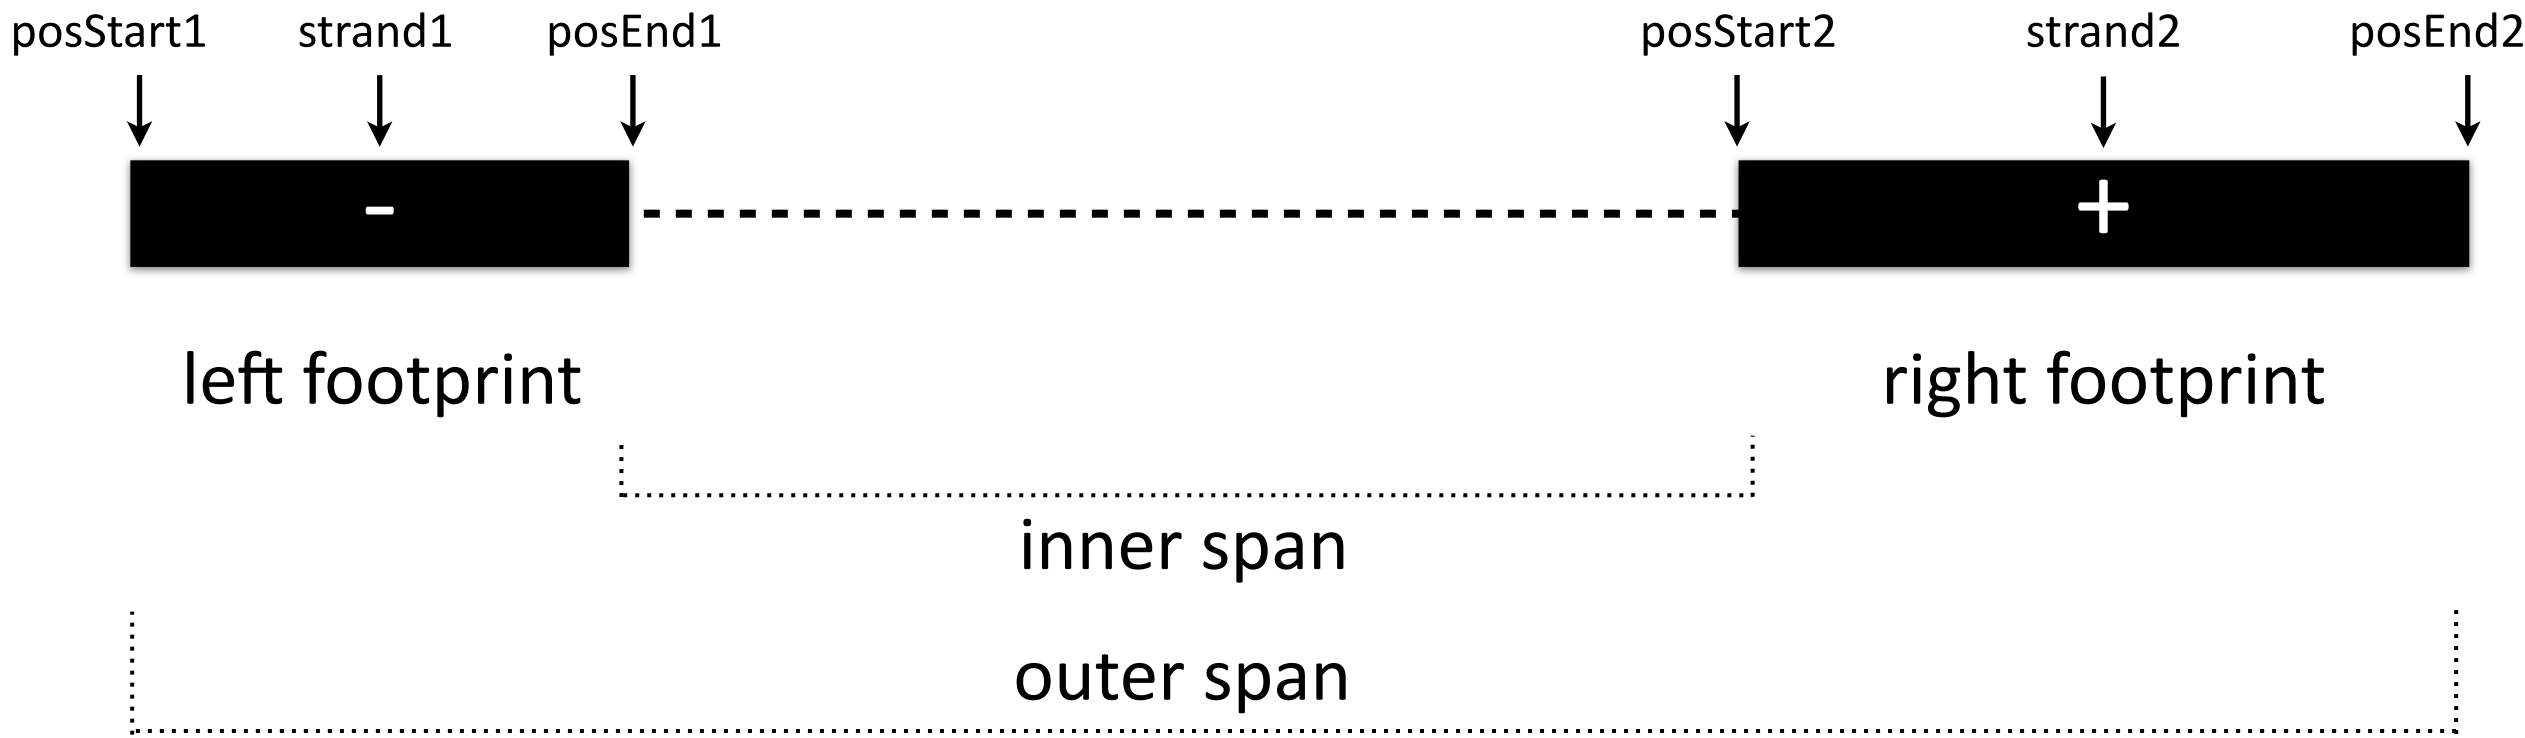 posStart1 strand1 posEnd1 posStart2 strand2 posEnd2
- +
left footprint right footprint
inner span
outer span